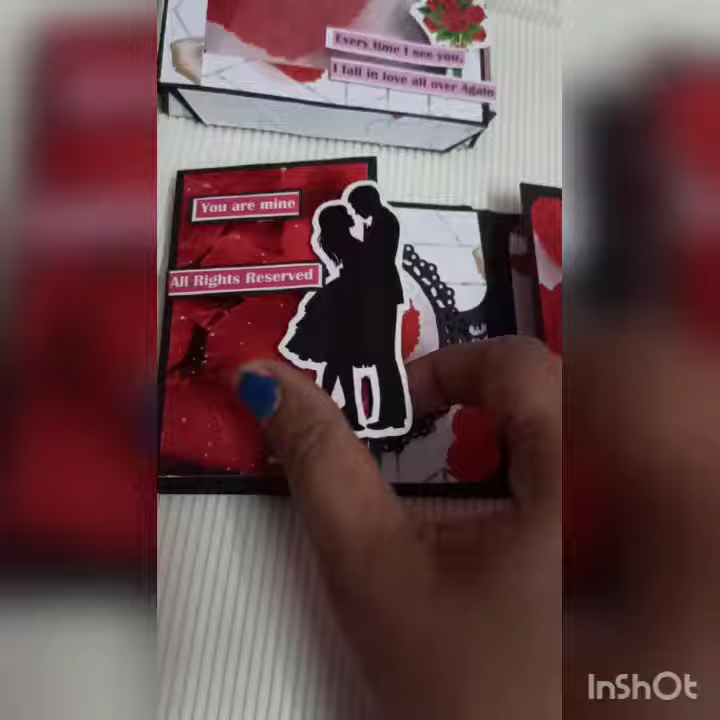 Every time I see you,
I fall in love all over Again
You are mine
All Rights Reserved
InShOt